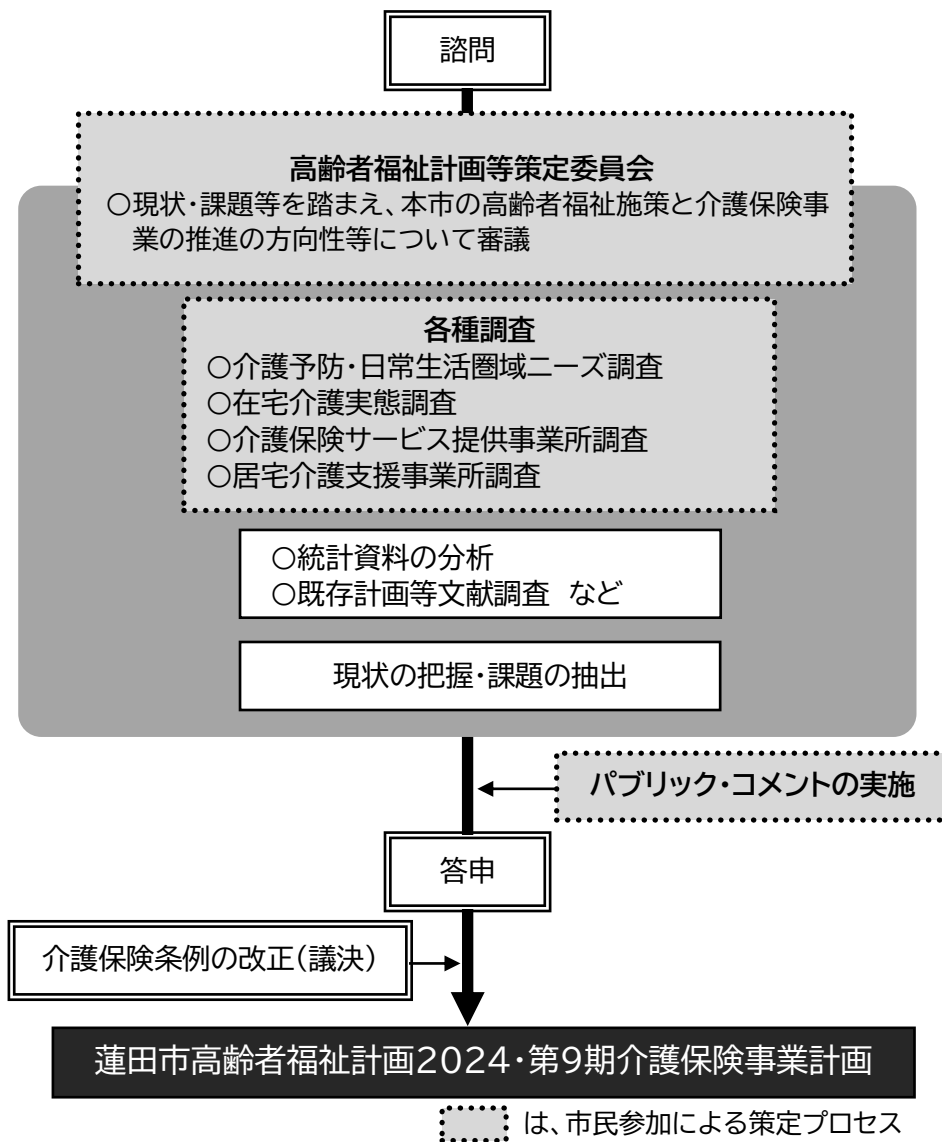 諮問
高齢者福祉計画等策定委員会
○現状・課題等を踏まえ、本市の高齢者福祉施策と介護保険事
業の推進の方向性等について審議
各種調査
○介護予防・日常生活圏域ニーズ調査
○在宅介護実態調査
○介護保険サービス提供事業所調査
○居宅介護支援事業所調査
○統計資料の分析
○既存計画等文献調査 など
現状の把握・課題の抽出
パブリック・コメントの実施
答申
介護保険条例の改正（議決）
蓮田市高齢者福祉計画2024・第9期介護保険事業計画
は、市民参加による策定プロセス